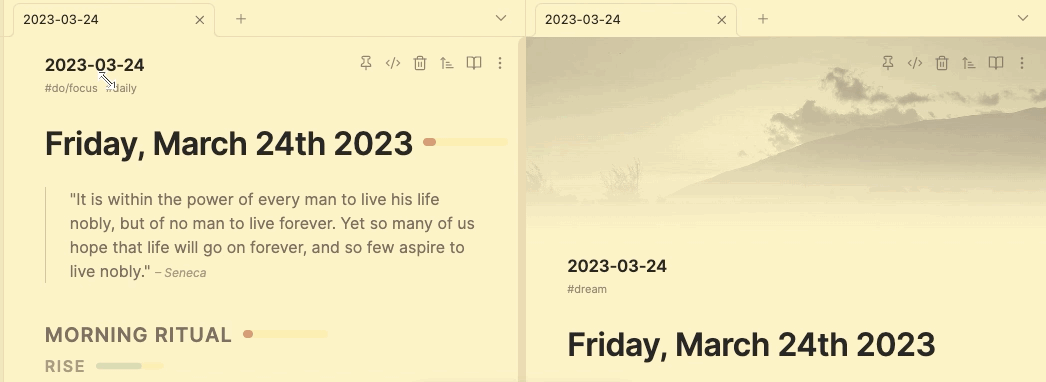 2023-03-24
2023-03-24
#do/focus #daily
Friday, March 24th 2023
"It is within the power of every man to live his life
nobly, but of no man to live forever. Yet so many of us
hope that life will go on forever, and so few aspire to
live nobly." – Seneca
MORNING RITUAL
RISE
2023-03-24
2023-03-24
#dream
Friday, March 24th 2023